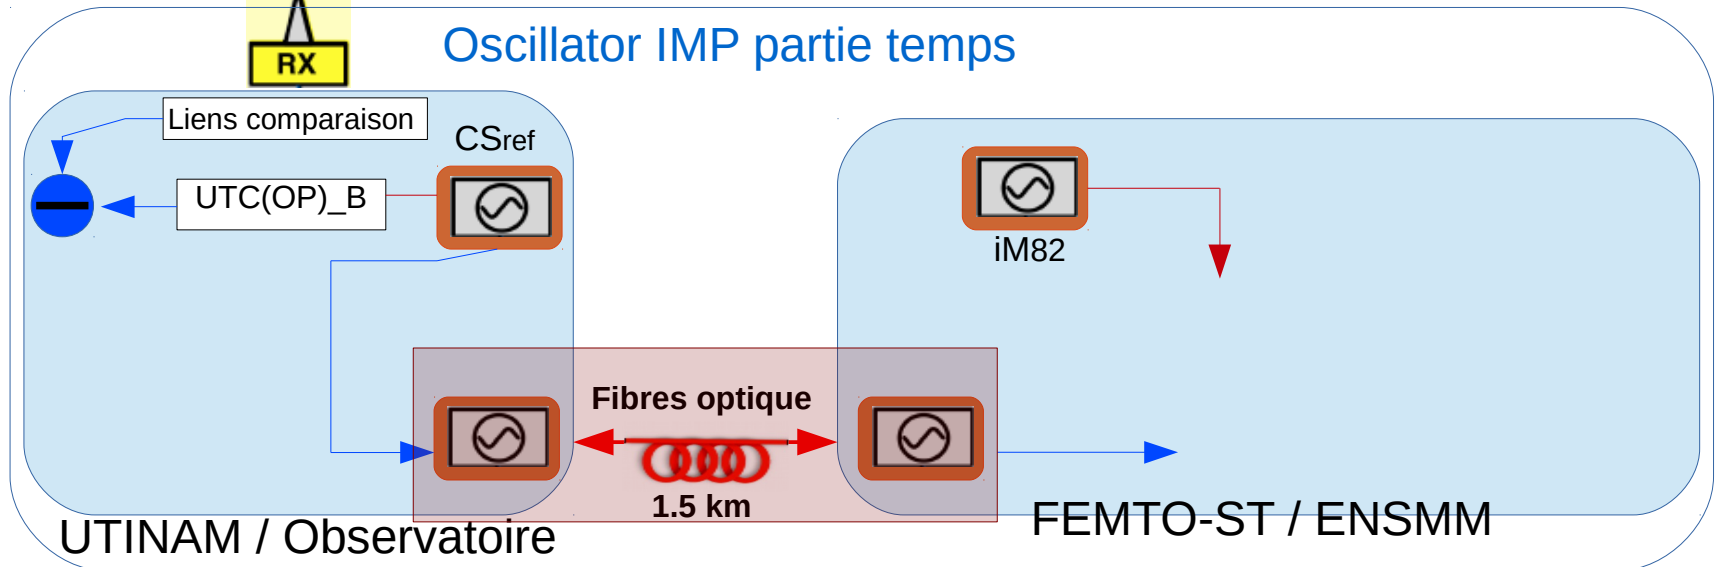 RX
Oscillator IMP partie temps
Liens comparaison
CSref
UTC(OP)_B
iM82
Fibres optique
1.5 km
UTINAM / Observatoire
FEMTO-ST / ENSMM